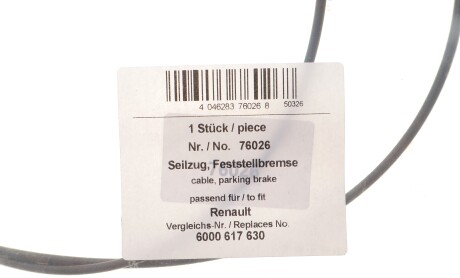 4 046283 76026 8 50326
1 Stück / piece
Nr. / No. 76026
Seilzug, Feststellbremse
cable, parking brake
passend für / to fit
Renault
Vergleichs-Nr. / Replaces No.
6000 617 630
76026